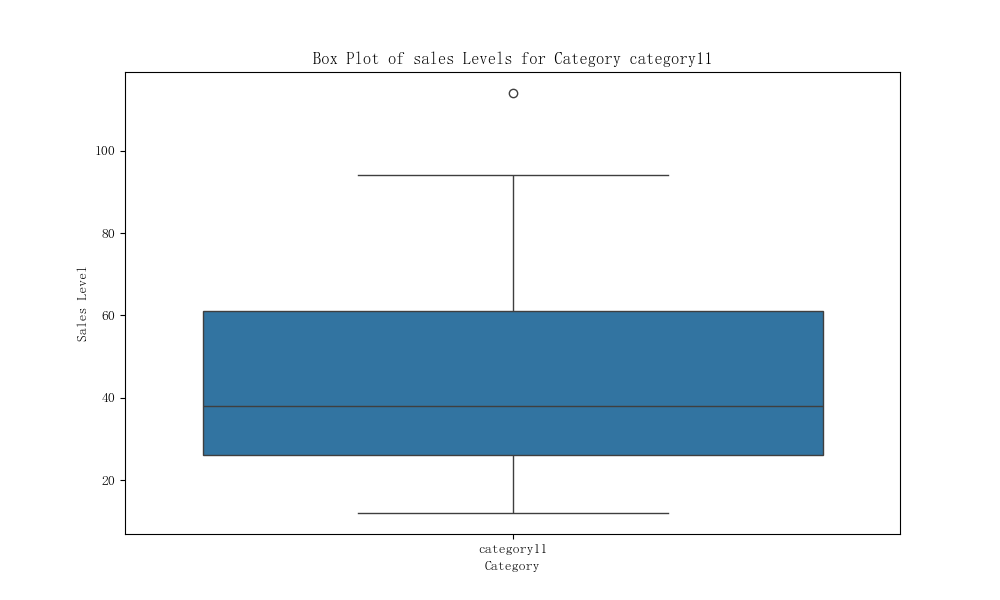 Box Plot of sales Levels for Category category11
100
80
60
40
20
Sales Level
category11
Category